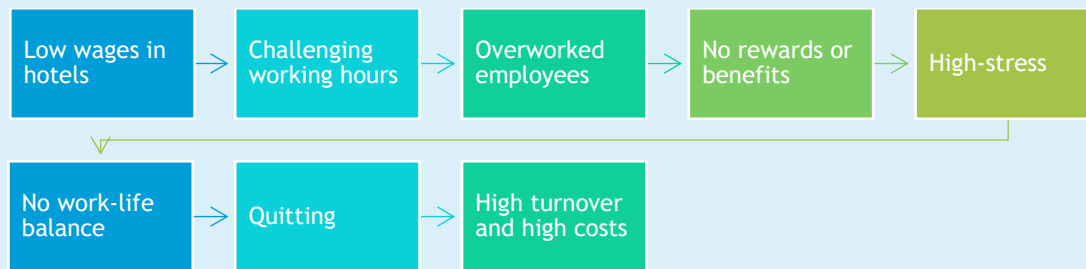 Low wages in
hotels
Challenging
working hours
Overworked
employees
No rewards or
benefits
High-stress
No work-life
balance
Quitting
High turnover
and high costs